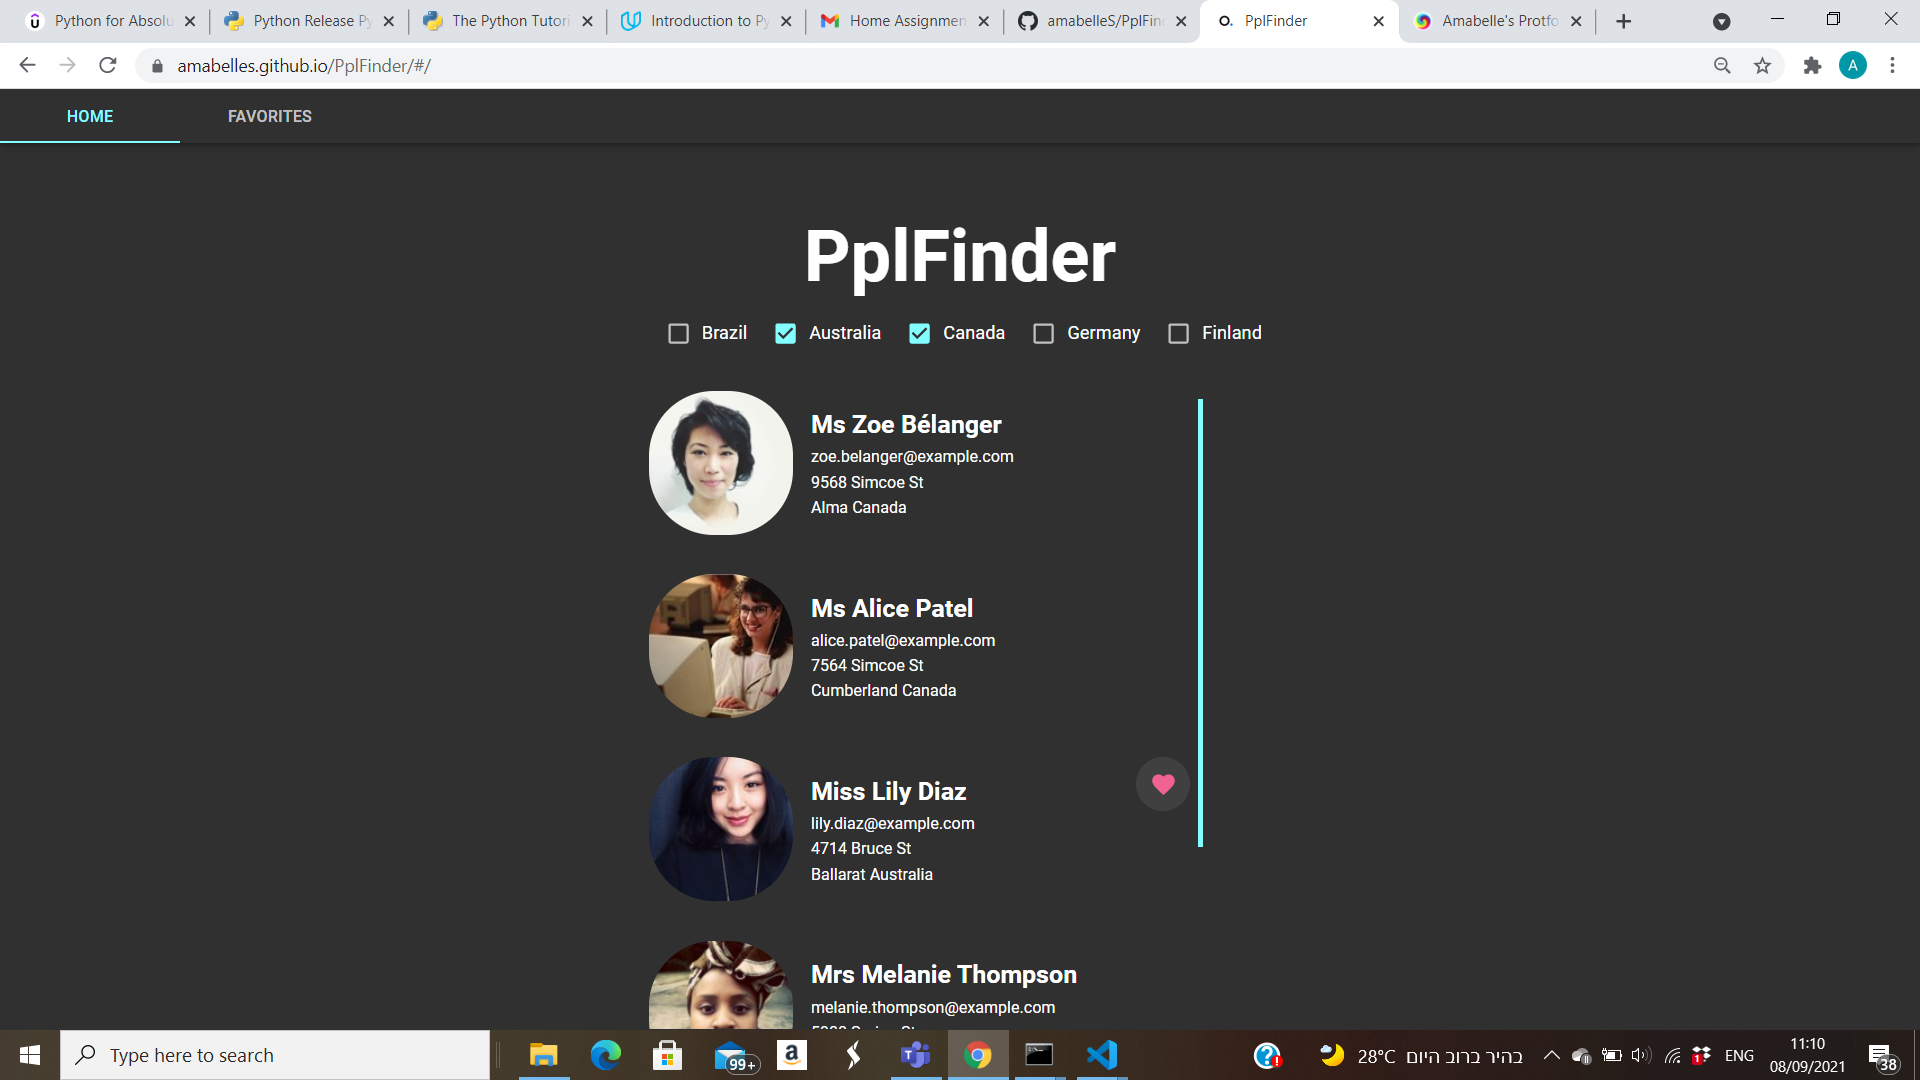 Python for Absolu
Python Release Py
The Python Tutori
Introduction to Py
Home Assignmen
amabelleS/PplFind
PplFinder
Amabelle's Protfo
amabelles.github.io/PplFinder/#/
A
HOME
FAVORITES
PplFinder
Brazil
Australia
Canada
Germany
Finland
Ms Zoe Bélanger
zoe.belanger@example.com
9568 Simcoe St
Alma Canada
Ms Alice Patel
alice.patel@example.com
7564 Simcoe St
Cumberland Canada
Miss Lily Diaz
lily.diaz@example.com
4714 Bruce St
Ballarat Australia
Mrs Melanie Thompson
melanie.thompson@example.com
Type here to search
99+
28°C בהיר ברוב היום
ENG
11:10
08/09/2021
38